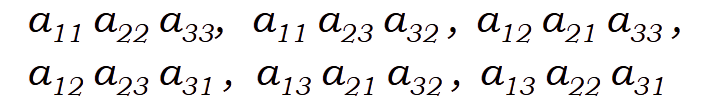 a₁₁ a₂₂ a₃₃, a₁₁ a₂₃ a₃₂ , a₁₂ a₂₁ a₃₃ ,
a₁₂ a₂₃ a₃₁ , a₁₃ a₂₁ a₃₂ , a₁₃ a₂₂ a₃₁